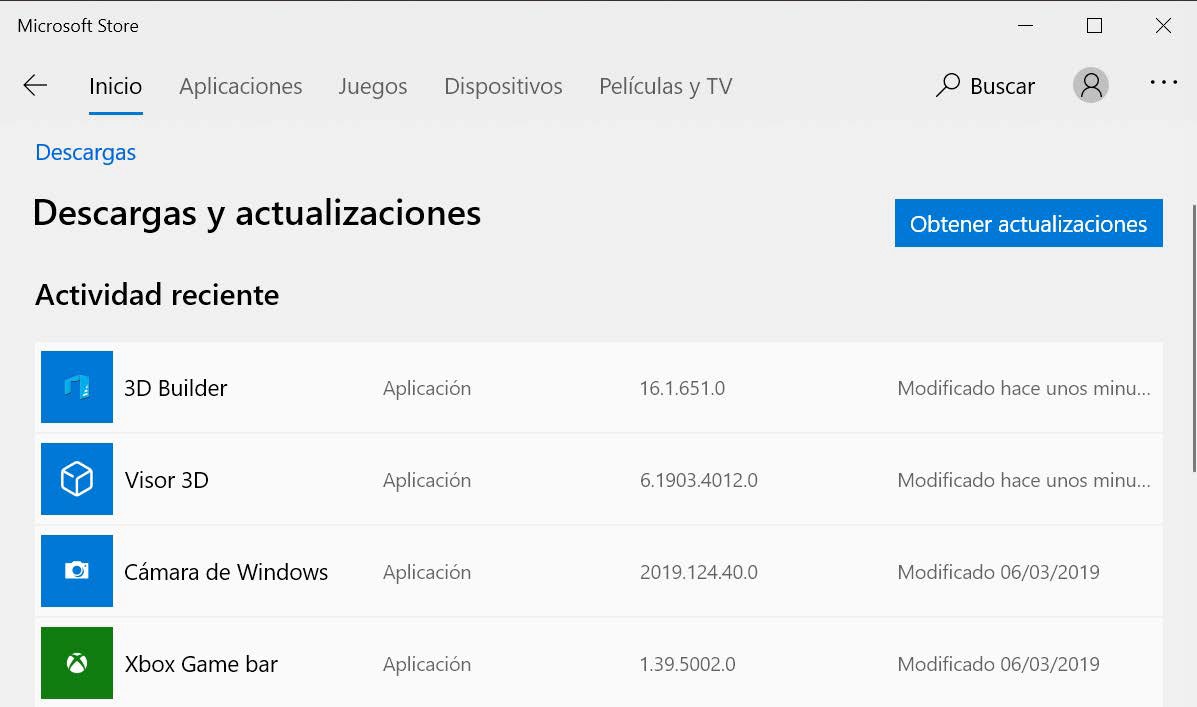 Microsoft Store
Inicio Aplicaciones Juegos Dispositivos Películas y TV Buscar
Descargas
Descargas y actualizaciones
Obtener actualizaciones
Actividad reciente
3D Builder Aplicación 16.1.651.0 Modificado hace unos minu...
Visor 3D Aplicación 6.1903.4012.0 Modificado hace unos minu...
Cámara de Windows Aplicación 2019.124.40.0 Modificado 06/03/2019
Xbox Game bar Aplicación 1.39.5002.0 Modificado 06/03/2019